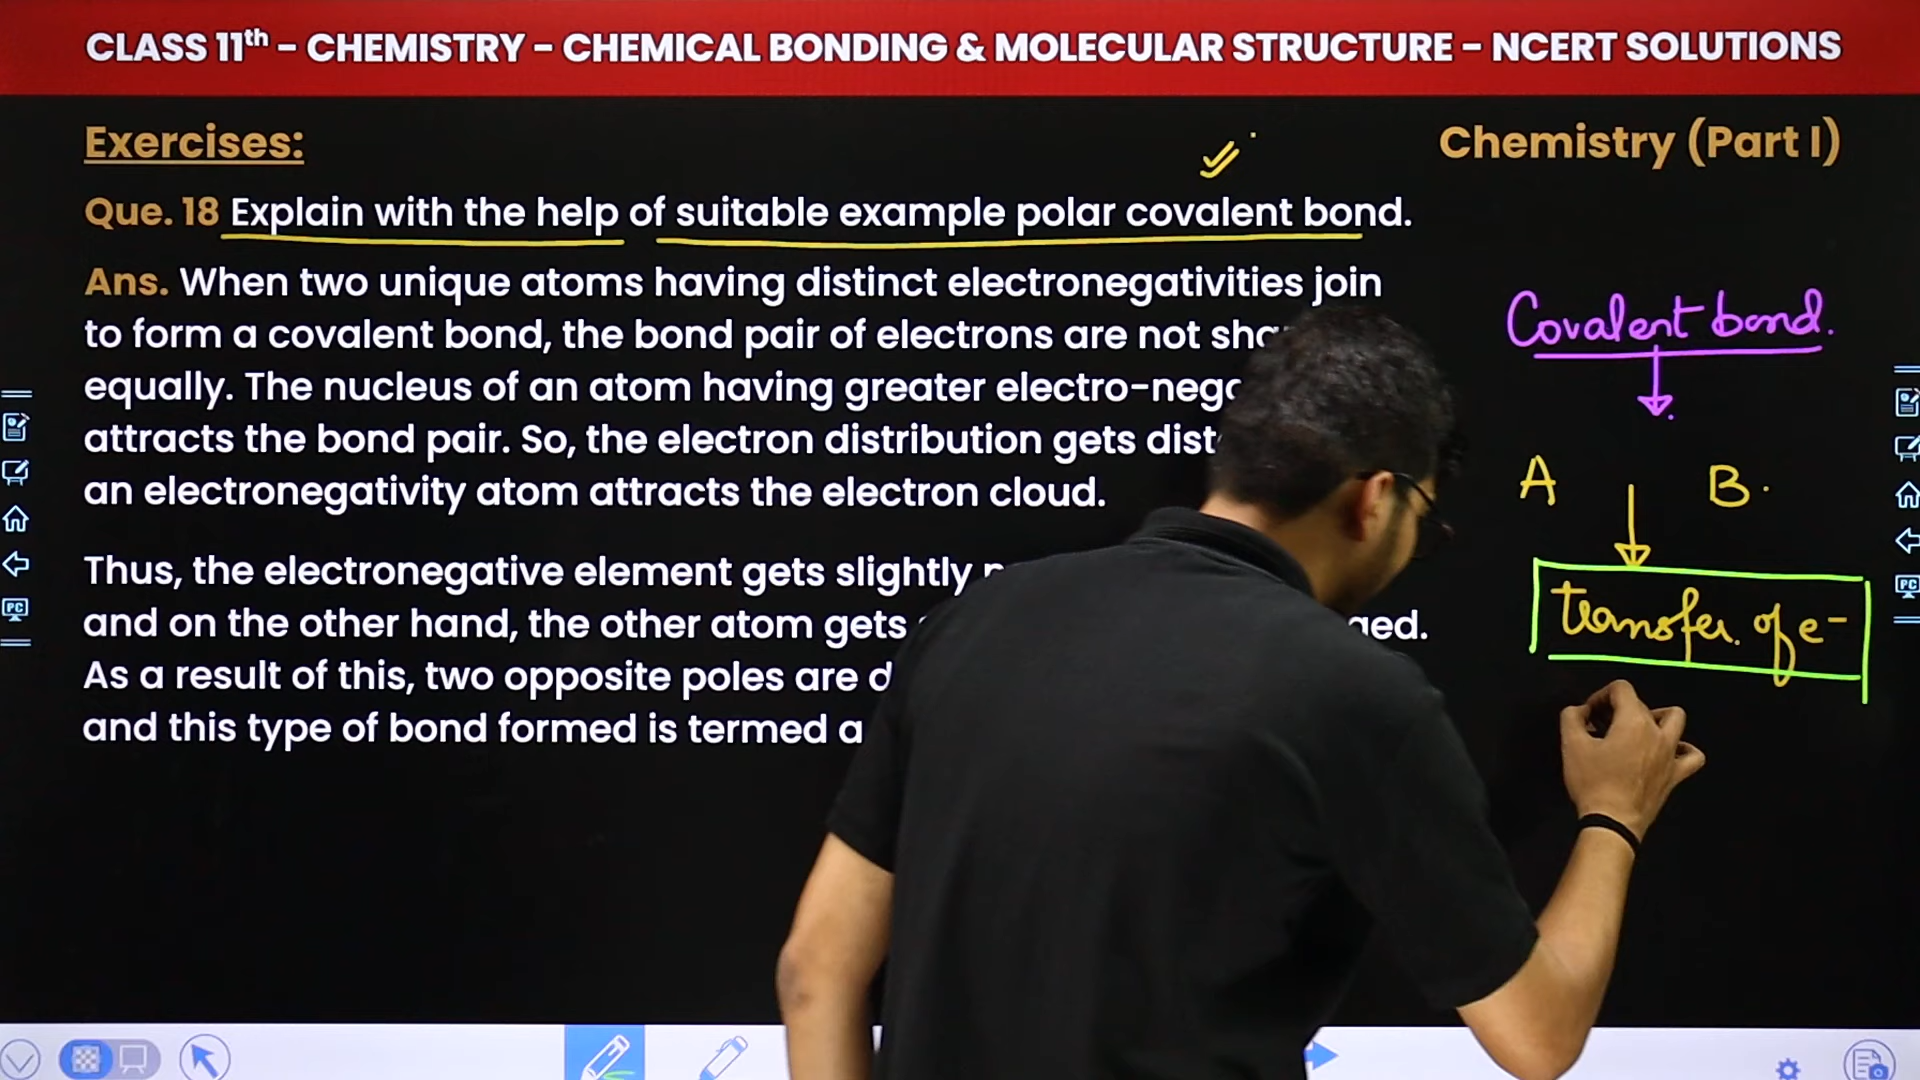 CLASS 11th - CHEMISTRY - CHEMICAL BONDING & MOLECULAR STRUCTURE - NCERT SOLUTIONS
Exercises:
Chemistry (Part I)
Que. 18 Explain with the help of suitable example polar covalent bond.
Ans. When two unique atoms having distinct electronegativities join
to form a covalent bond, the bond pair of electrons are not
equally. The nucleus of an atom having greater
attracts the bond pair. So, the electron distribution gets
an electronegativity atom attracts the electron cloud.
Thus, the electronegative element gets slightly
and on the other hand, the other atom gets
As a result of this, two opposite poles are
and this type of bond formed is termed a
Covalent bond.
A B.
transfer. of e-
PC
PC